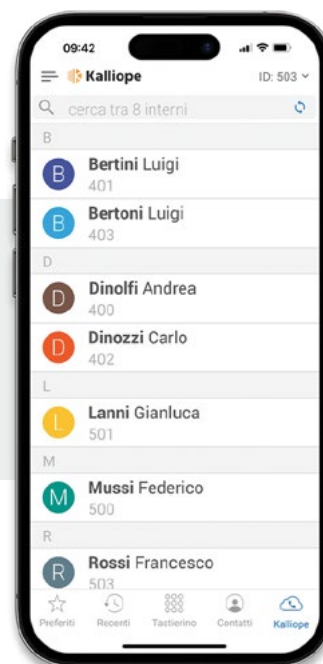 09:42
Kalliope
ID: 503
cerca tra 8 interni
B
B
Bertini Luigi
401
B
Bertoni Luigi
403
D
D
Dinolfi Andrea
400
D
Dinozzi Carlo
402
L
L
Lanni Gianluca
501
M
M
Mussi Federico
500
R
R
Rossi Francesco
503
Preferiti Recenti Tastierino Contatti Kalliope